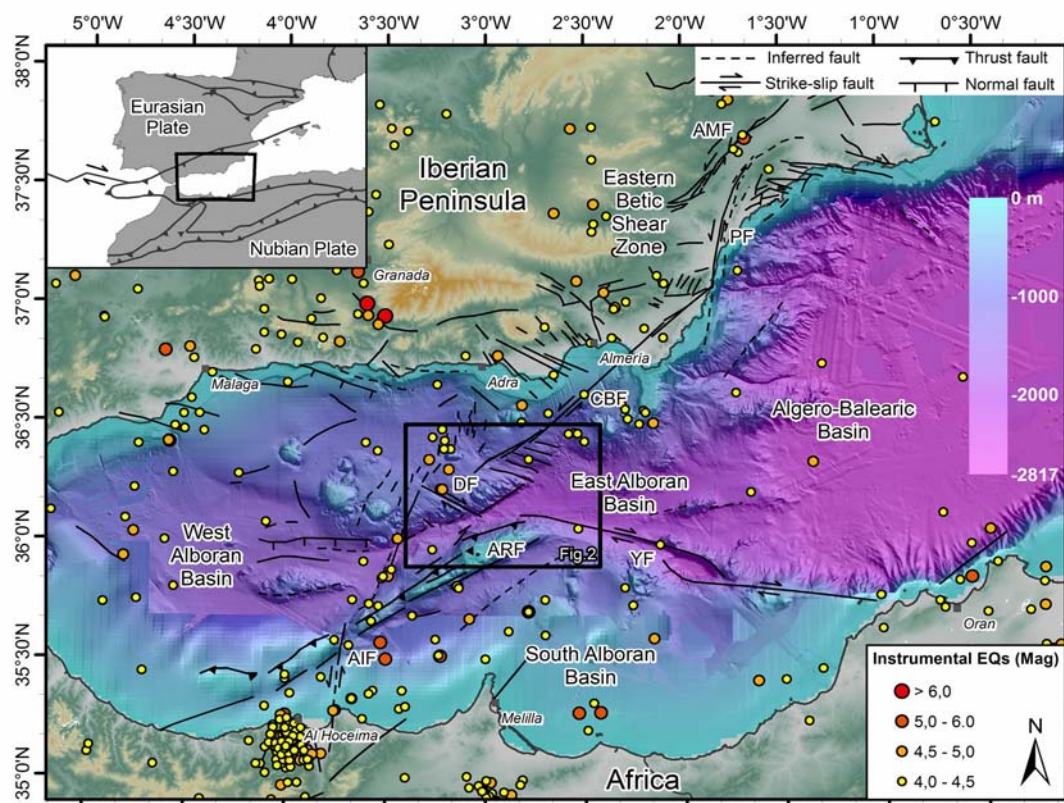 5°0'W 4°30'W 4°0'W 3°30'W 3°0'W 2°30'W 2°0'W 1°30'W 1°0'W 0°30'W
38°0'N
37°30'N
37°0'N
36°30'N
36°0'N
35°30'N
35°0'N
Eurasian
Plate
Nubian Plate
Inferred fault
Thrust fault
Strike-slip fault
Normal fault
AMF
Iberian
Peninsula
Eastern
Betic
Shear
Zone
PF
0 m
-1000
-2000
-2817
Granada
Malaga
Adra
Almeria
CBF
Algero-Balearic
Basin
DF
East Alboran
Basin
West
Alboran
Basin
ARF
Fig.2
YF
Oran
AIF
South Alboran
Basin
Melilla
Al Hoceima
Africa
Instrumental EQs (Mag)
> 6,0
5,0 - 6.0
4,5 - 5,0
4,0 - 4,5
N